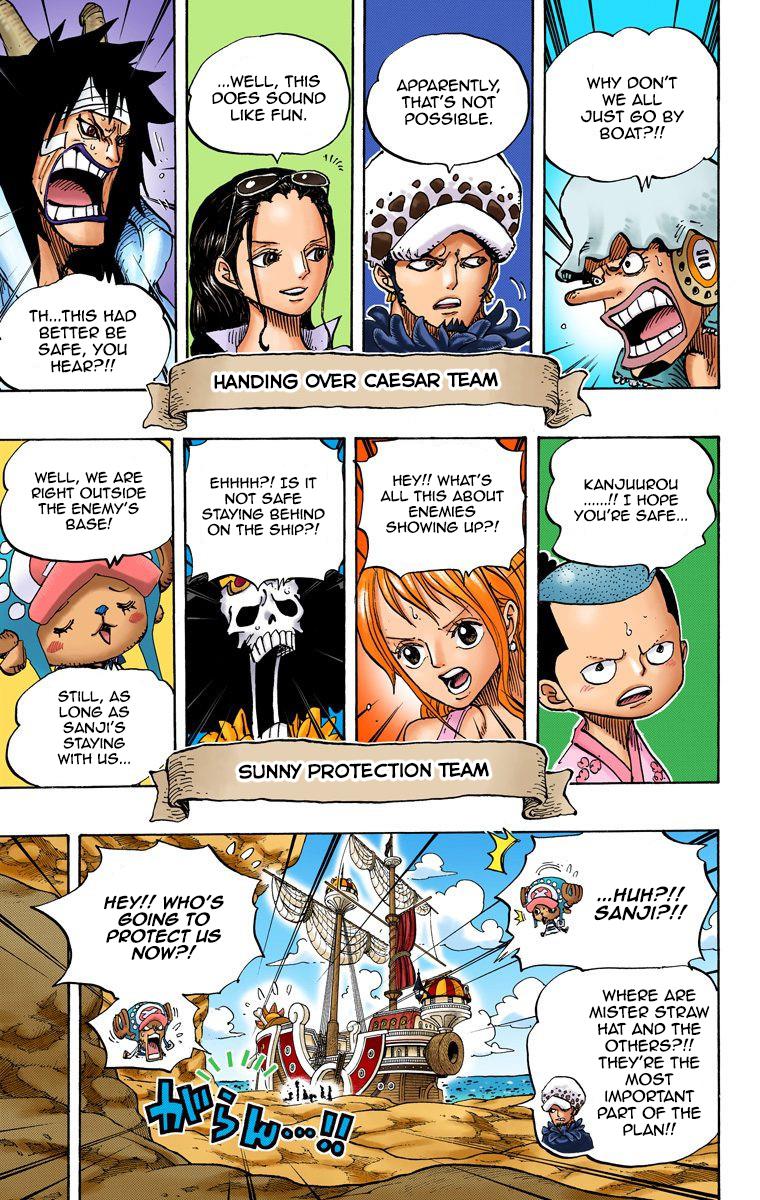 WHY DON'T
WE ALL
JUST GO BY
BOAT?!!
APPARENTLY,
THAT'S NOT
POSSIBLE.
...WELL, THIS
DOES SOUND
LIKE FUN.
TH...THIS HAD
BETTER BE
SAFE, YOU
HEAR?!!
HANDING OVER CAESAR TEAM
KANJUUROU
......!! I HOPE
YOU'RE SAFE...
HEY!! WHAT'S
ALL THIS ABOUT
ENEMIES
SHOWING UP?!
EHHHH?! IS IT
NOT SAFE
STAYING BEHIND
ON THE SHIP?!
WELL, WE ARE
RIGHT OUTSIDE
THE ENEMY'S
BASE!
STILL, AS
LONG AS
SANJI'S
STAYING
WITH US...
SUNNY PROTECTION TEAM
...HUH?!!
SANJI?!!
WHERE ARE
MISTER STRAW
HAT AND THE
OTHERS?!!
THEY'RE THE
MOST
IMPORTANT
PART OF THE
PLAN!!
HEY!! WHO'S
GOING TO
PROTECT US
NOW?!
がらん…!!